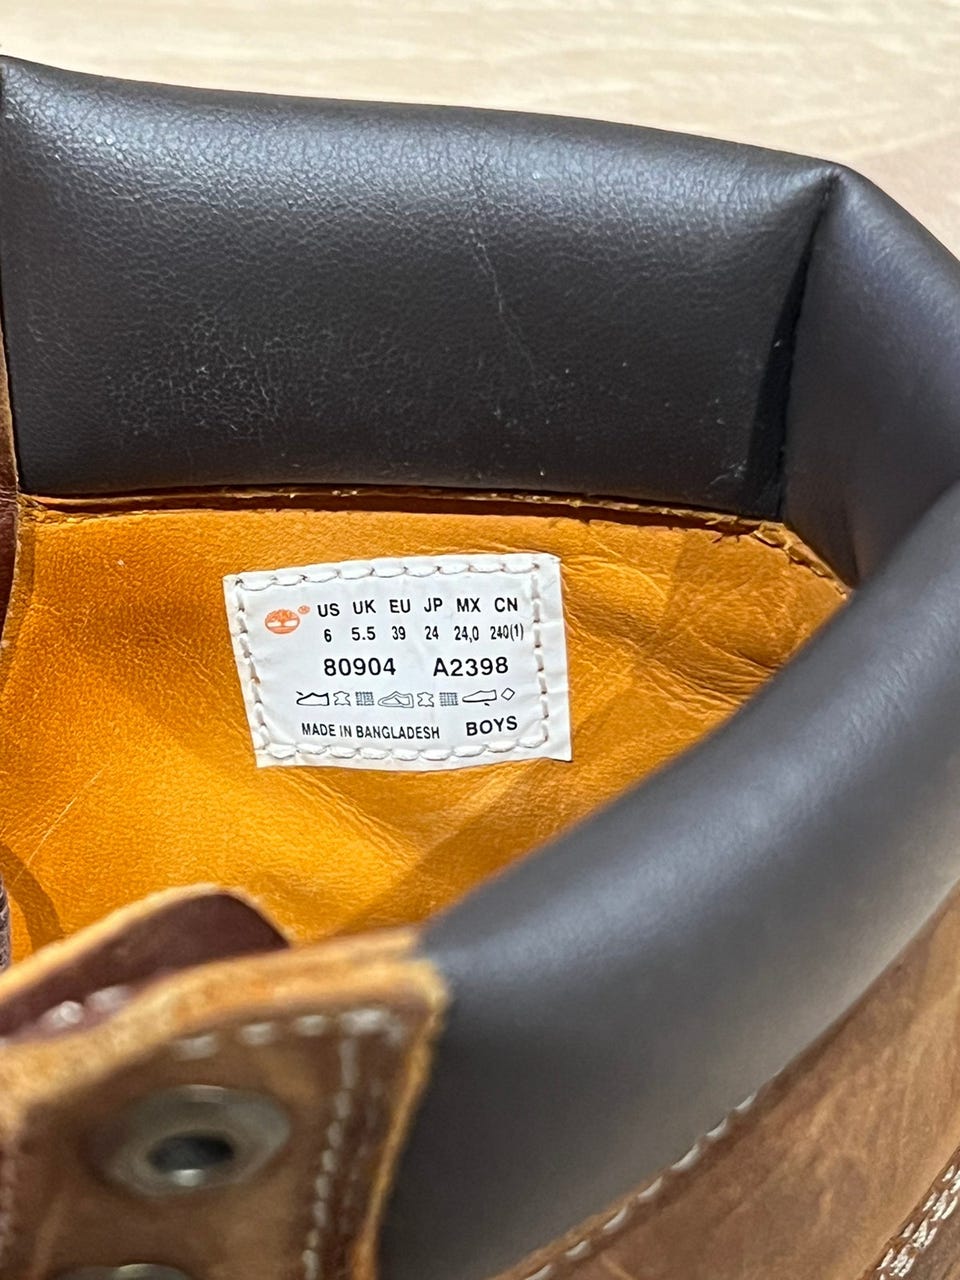 ® US UK EU JP MX CN
6 5.5 39 24 24,0 240(1)
80904 A2398
MADE IN BANGLADESH BOYS